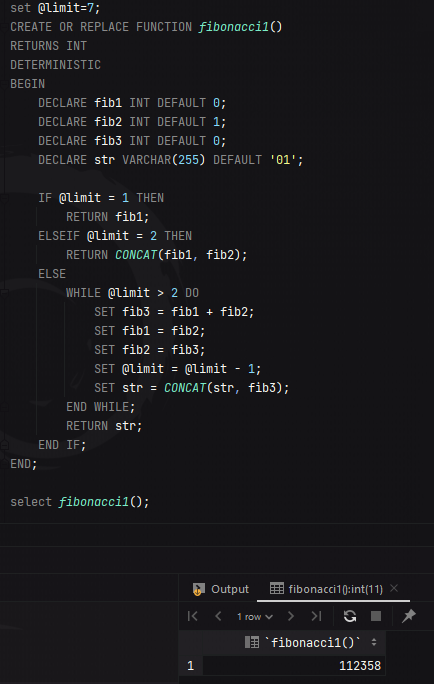 set @limit=7;
CREATE OR REPLACE FUNCTION fibonacci1()
RETURNS INT
DETERMINISTIC
BEGIN
    DECLARE fib1 INT DEFAULT 0;
    DECLARE fib2 INT DEFAULT 1;
    DECLARE fib3 INT DEFAULT 0;
    DECLARE str VARCHAR(255) DEFAULT '01';

    IF @limit = 1 THEN
        RETURN fib1;
    ELSEIF @limit = 2 THEN
        RETURN CONCAT(fib1, fib2);
    ELSE
        WHILE @limit > 2 DO
            SET fib3 = fib1 + fib2;
            SET fib1 = fib2;
            SET fib2 = fib3;
            SET @limit = @limit - 1;
            SET str = CONCAT(str, fib3);
        END WHILE;
        RETURN str;
    END IF;
END;

select fibonacci1();
Output fibonacci1():int(11)
1 row
`fibonacci1()`
1 112358